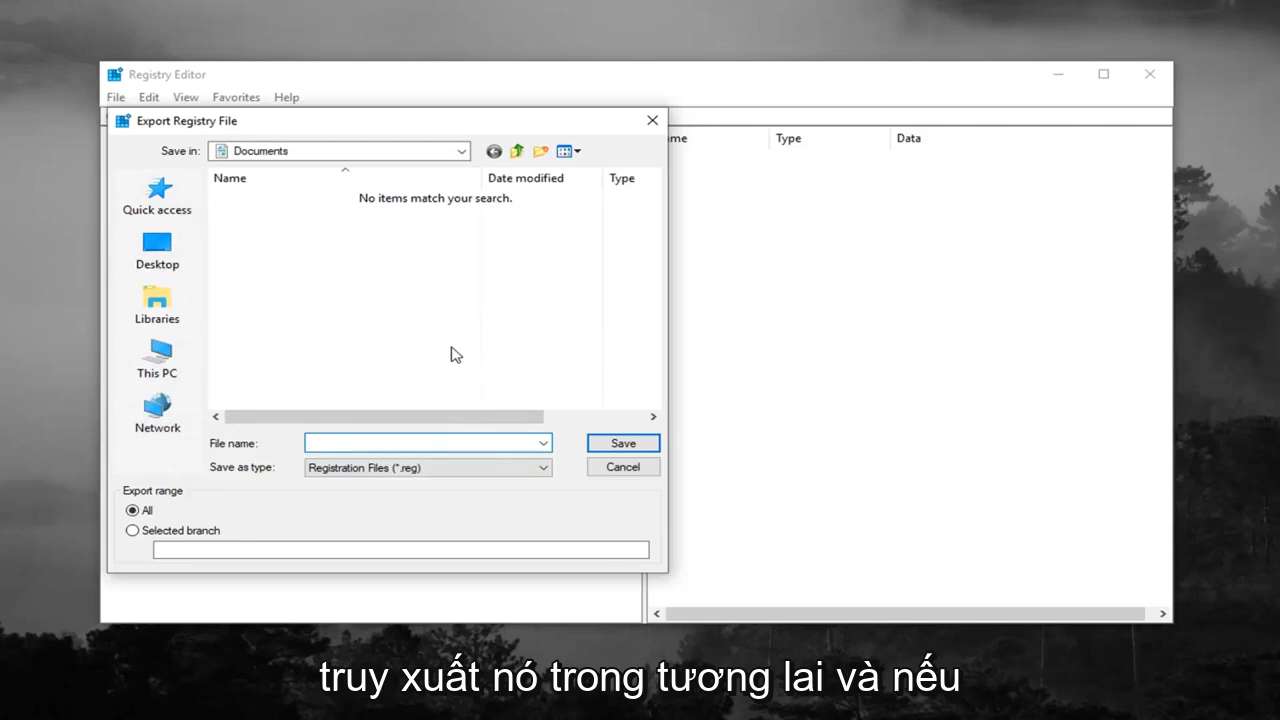 Registry Editor
File Edit View Favorites Help
Export Registry File
Save in: Documents
Name Date modified Type
No items match your search.
Quick access
Desktop
Libraries
This PC
Network
File name: Save
Save as type: Registration Files (*.reg) Cancel
Export range
All
Selected branch
me Type Data
truy xuất nó trong tương lai và nếu